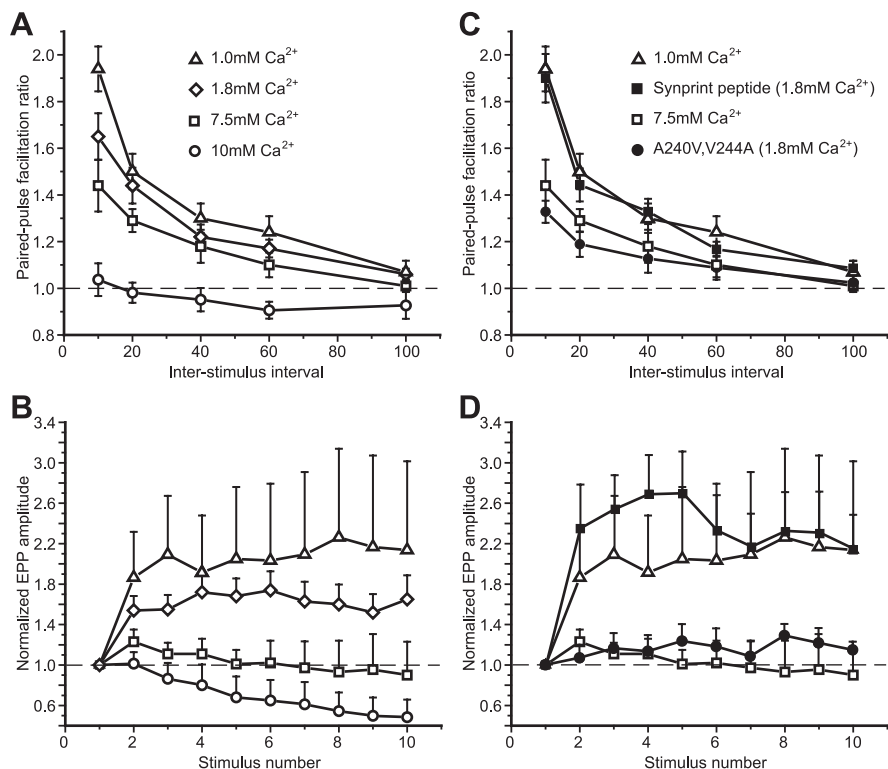 A
Paired-pulse facilitation ratio
2.0
1.8
1.6
1.4
1.2
1.0
0.8
1.0mM Ca²⁺
1.8mM Ca²⁺
7.5mM Ca²⁺
10mM Ca²⁺
0 20 40 60 80 100
Inter-stimulus interval
C
Paired-pulse facilitation ratio
2.0
1.8
1.6
1.4
1.2
1.0
0.8
1.0mM Ca²⁺
Synprint peptide (1.8mM Ca²⁺)
7.5mM Ca²⁺
A240V,V244A (1.8mM Ca²⁺)
0 20 40 60 80 100
Inter-stimulus interval
B
Normalized EPP amplitude
3.4
3.0
2.6
2.2
1.8
1.4
1.0
0.6
0 2 4 6 8 10
Stimulus number
D
Normalized EPP amplitude
3.4
3.0
2.6
2.2
1.8
1.4
1.0
0.6
0 2 4 6 8 10
Stimulus number